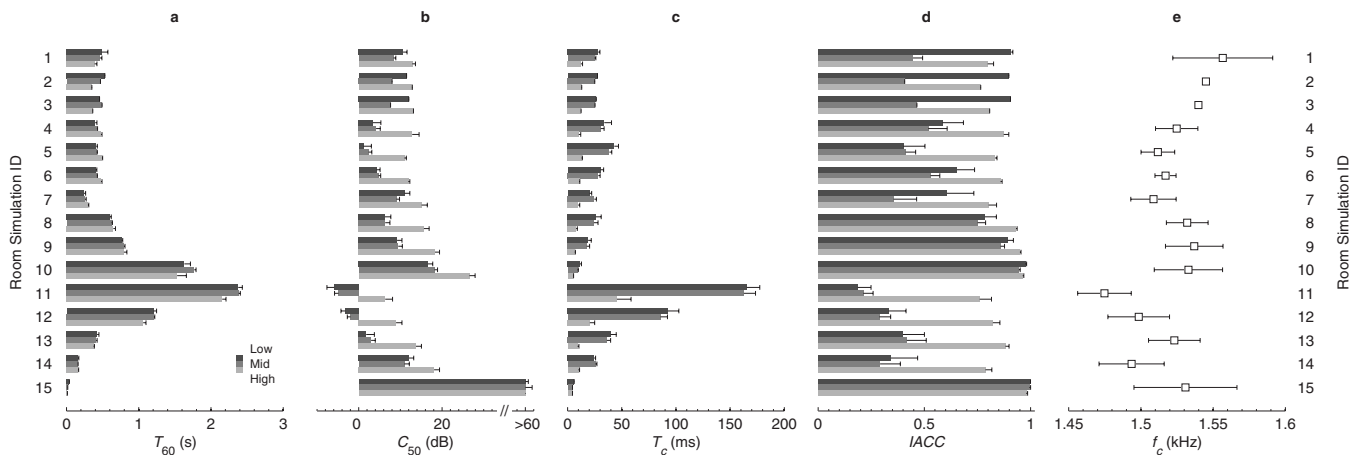 a b c d e
Room Simulation ID
1 1
2 2
3 3
4 4
5 5
6 6
7 7
8 8
9 9
10 10
11 11
12 12
13 13
14 14
15 15
Room Simulation ID
Low
Mid
High
0 1 2 3
T60 (s)
0 10 20 30 // >60
C50 (dB)
0 50 100 150 200
Tc (ms)
0 0.5 1
IACC
1.45 1.5 1.55 1.6
fc (kHz)